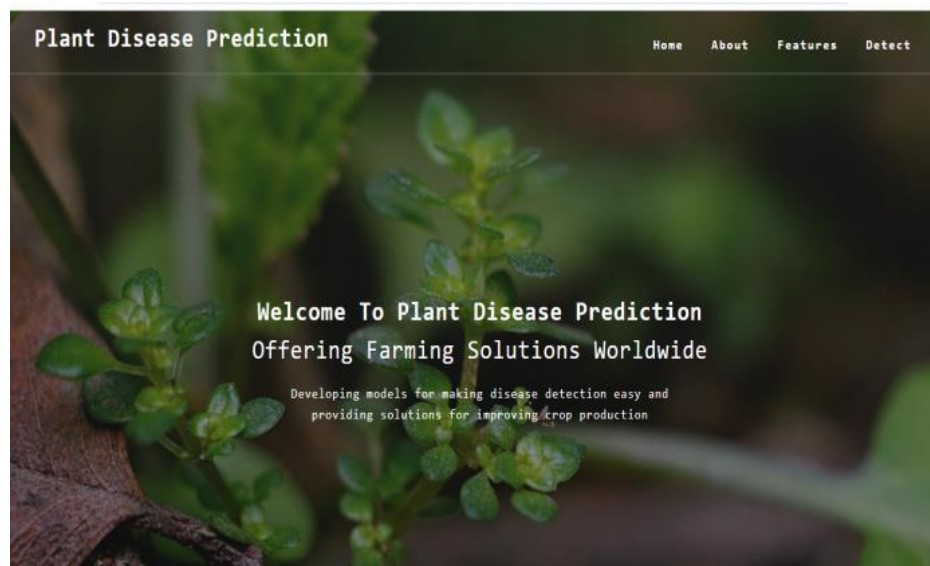 Plant Disease Prediction
Home About Features Detect
Welcome To Plant Disease Prediction
Offering Farming Solutions Worldwide
Developing models for making disease detection easy and
providing solutions for improving crop production